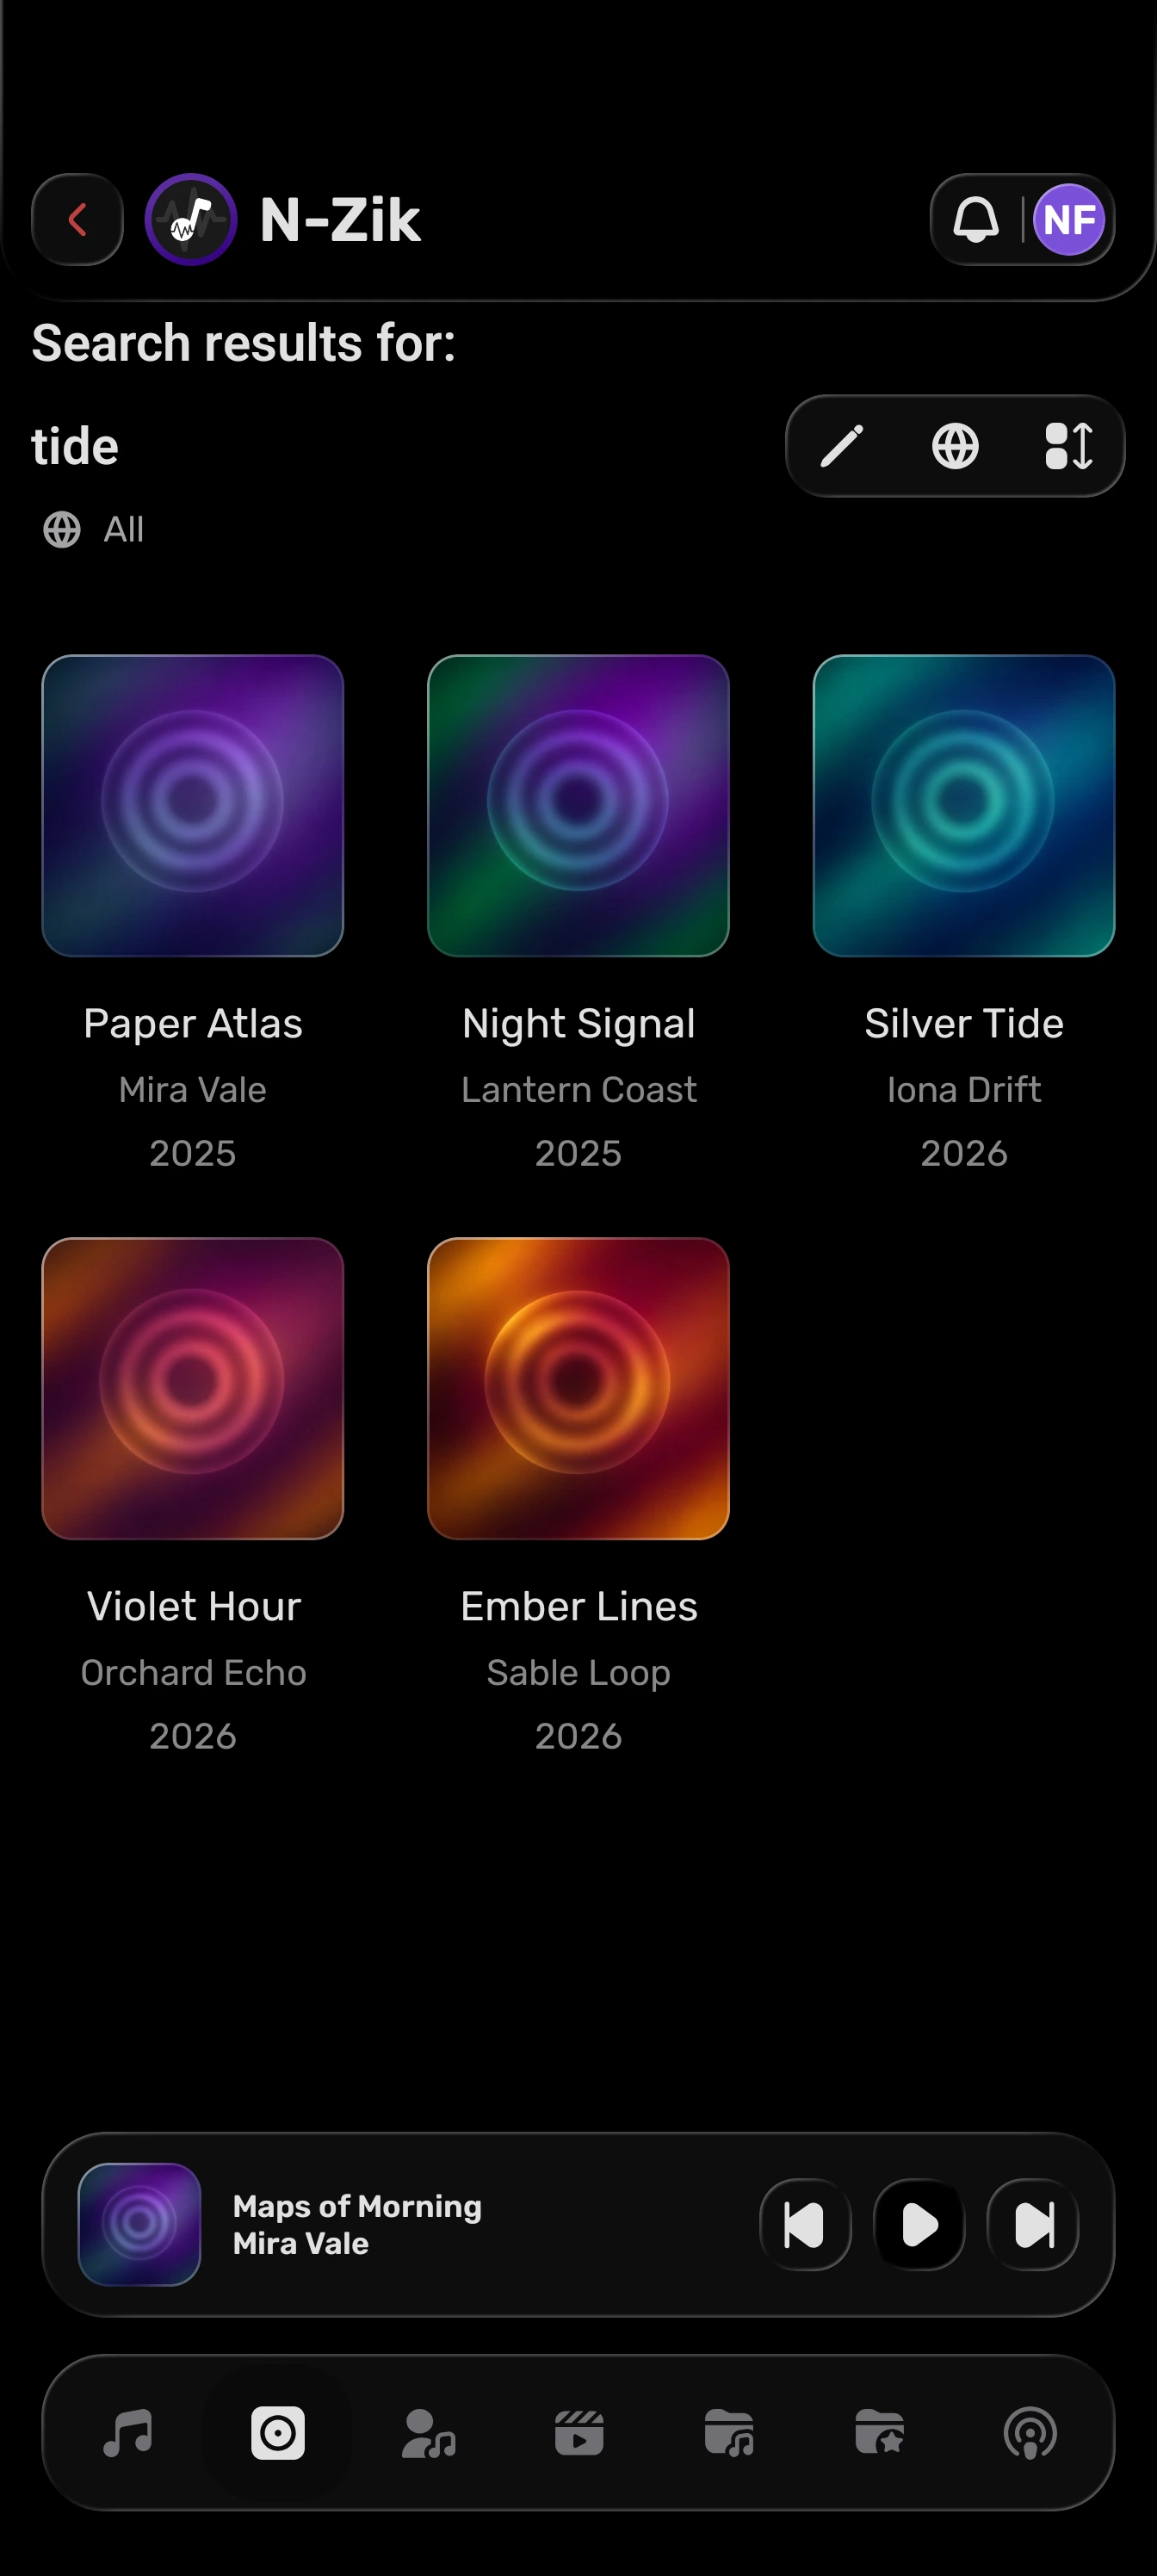 N-Zik
NF
Search results for:
tide
All
Paper Atlas
Mira Vale
2025
Night Signal
Lantern Coast
2025
Silver Tide
Iona Drift
2026
Violet Hour
Orchard Echo
2026
Ember Lines
Sable Loop
2026
Maps of Morning
Mira Vale